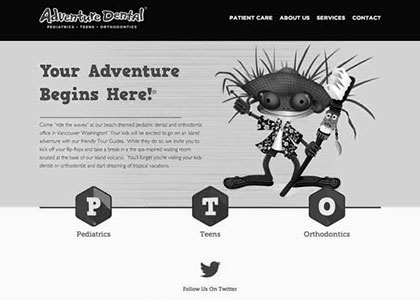 Adventure Dental
PEDIATRICS • TEENS • ORTHODONTICS
PATIENT CARE ABOUT US SERVICES CONTACT
Your Adventure
Begins Here!®
Come "ride the waves" at our beach-themed pediatric dental and orthodontic
office in Vancouver Washington! Your kids will be excited to go on an island
adventure with our friendly Tour Guides. While they do so, we invite you to
kick off your flip-flops and take a break in the spa-inspired waiting room
located at the base of our island volcano. You'll forget you're visiting your kids
dentist or orthodontist and start dreaming of tropical vacations.
P T O
Pediatrics Teens Orthodontics
Follow Us On Twitter